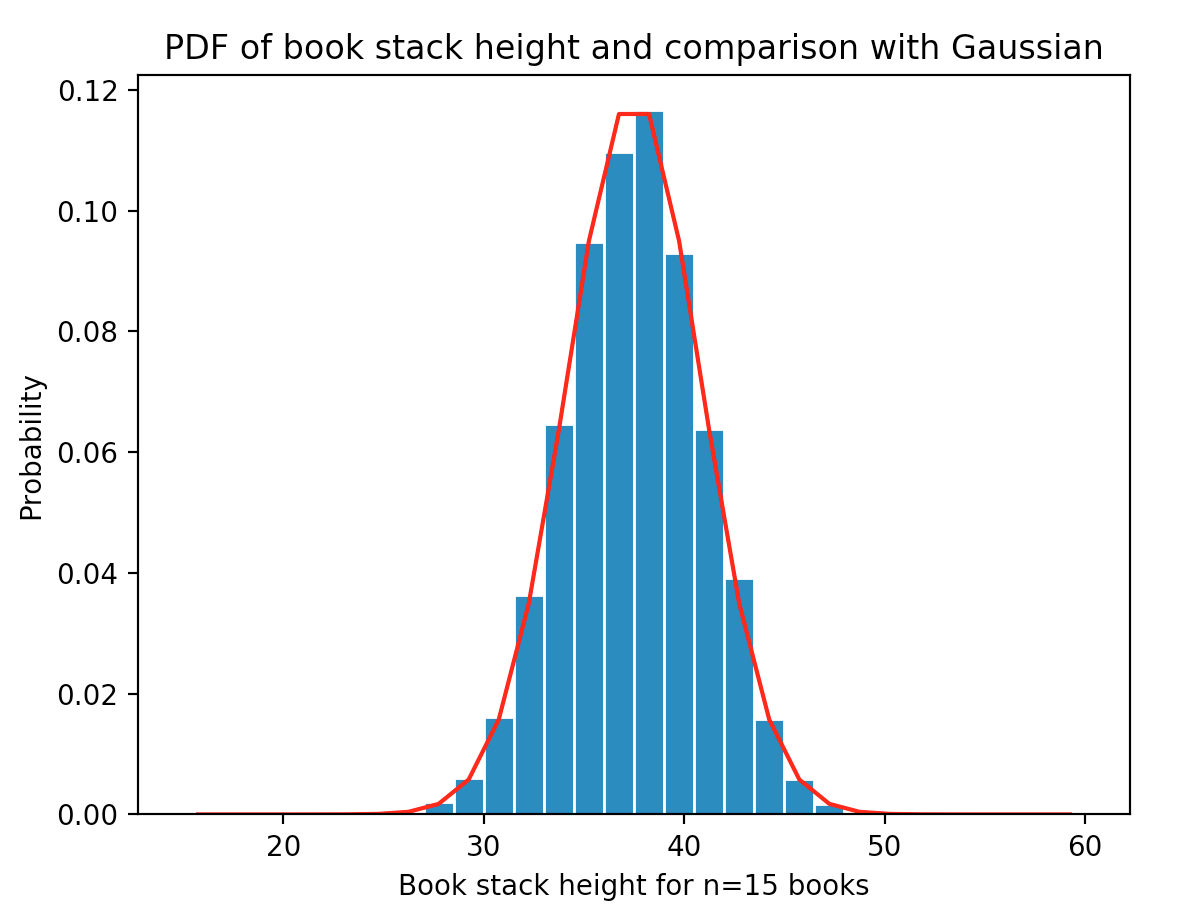 PDF of book stack height and comparison with Gaussian
0.12
0.10
0.08
0.06
0.04
0.02
0.00
Probability
20 30 40 50 60
Book stack height for n=15 books